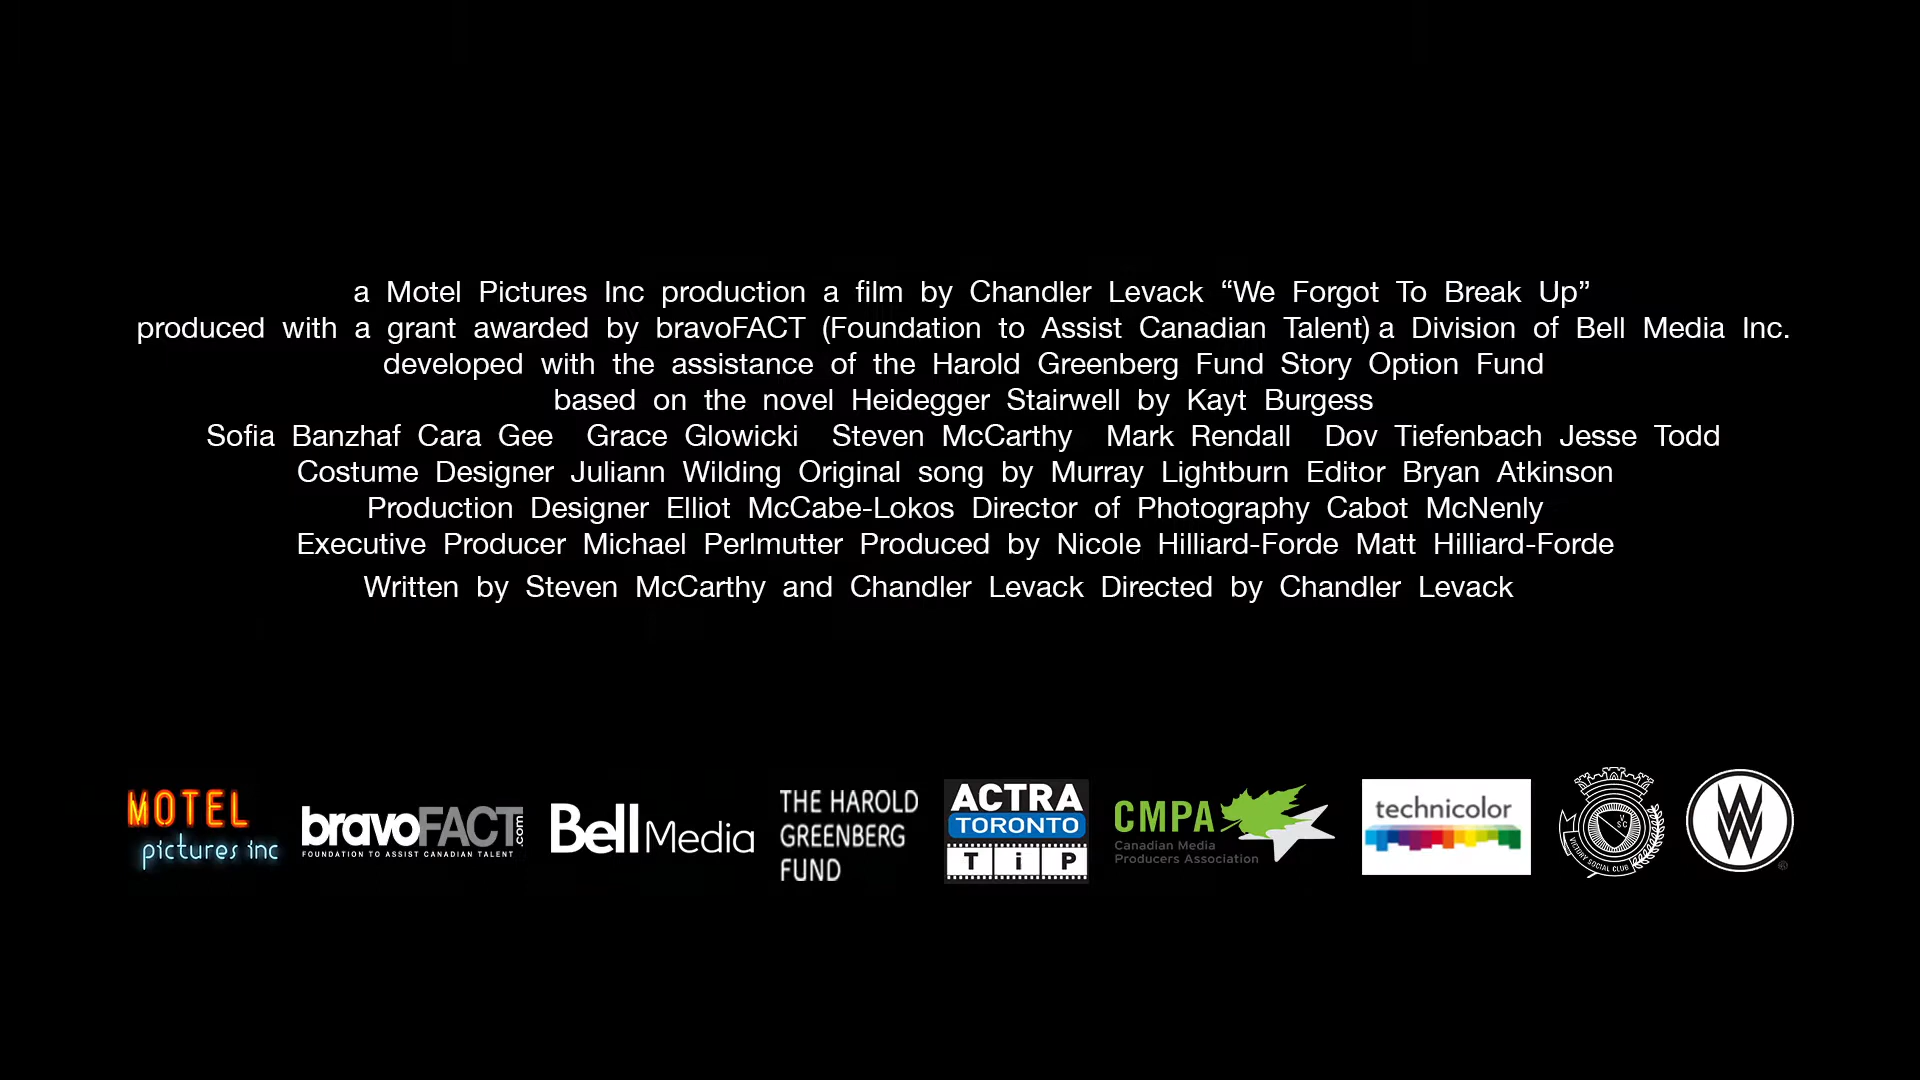 a Motel Pictures Inc production a film by Chandler Levack “We Forgot To Break Up”
produced with a grant awarded by bravoFACT (Foundation to Assist Canadian Talent) a Division of Bell Media Inc.
developed with the assistance of the Harold Greenberg Fund Story Option Fund
based on the novel Heidegger Stairwell by Kayt Burgess
Sofia Banzhaf Cara Gee Grace Glowicki Steven McCarthy Mark Rendall Dov Tiefenbach Jesse Todd
Costume Designer Juliann Wilding Original song by Murray Lightburn Editor Bryan Atkinson
Production Designer Elliot McCabe-Lokos Director of Photography Cabot McNenly
Executive Producer Michael Perlmutter Produced by Nicole Hilliard-Forde Matt Hilliard-Forde
Written by Steven McCarthy and Chandler Levack Directed by Chandler Levack
MOTEL
pictures inc
bravoFACT.com
FOUNDATION TO ASSIST CANADIAN TALENT
Bell Media
THE HAROLD
GREENBERG
FUND
ACTRA
TORONTO
TiP
CMPA
Canadian Media
Producers Association
technicolor
VSC
VICTORY SOCIAL CLUB
W